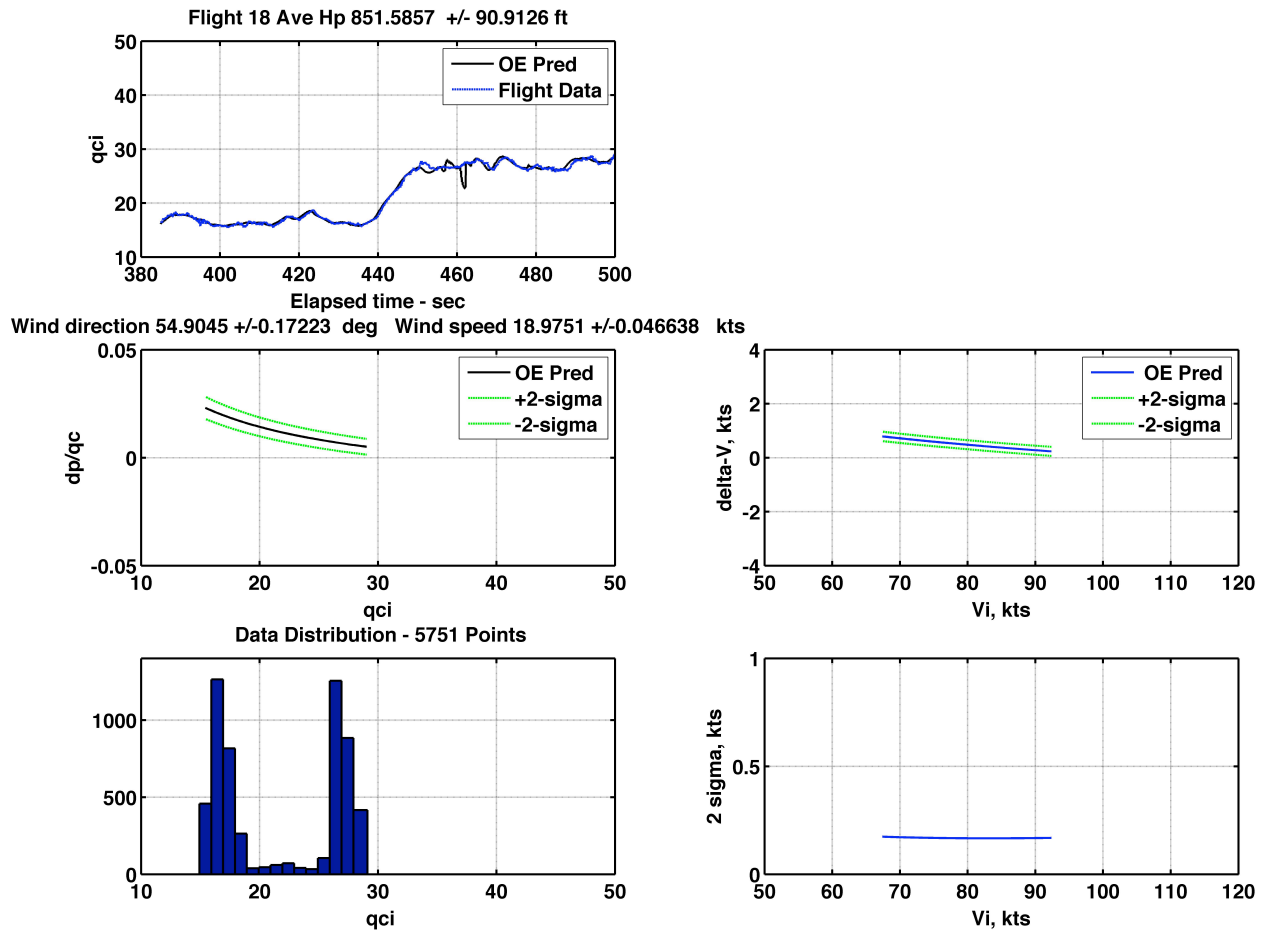 Flight 18 Ave Hp 851.5857 +/- 90.9126 ft
50
40
30
20
10
qci
OE Pred
Flight Data
380 400 420 440 460 480 500
Elapsed time - sec
Wind direction 54.9045 +/-0.17223 deg Wind speed 18.9751 +/-0.046638 kts
0.05
0
-0.05
dp/qc
OE Pred
+2-sigma
-2-sigma
10 20 30 40 50
qci
4
2
0
-2
-4
delta-V, kts
OE Pred
+2-sigma
-2-sigma
50 60 70 80 90 100 110 120
Vi, kts
Data Distribution - 5751 Points
1000
500
0
10 20 30 40 50
qci
1
0.5
0
2 sigma, kts
50 60 70 80 90 100 110 120
Vi, kts